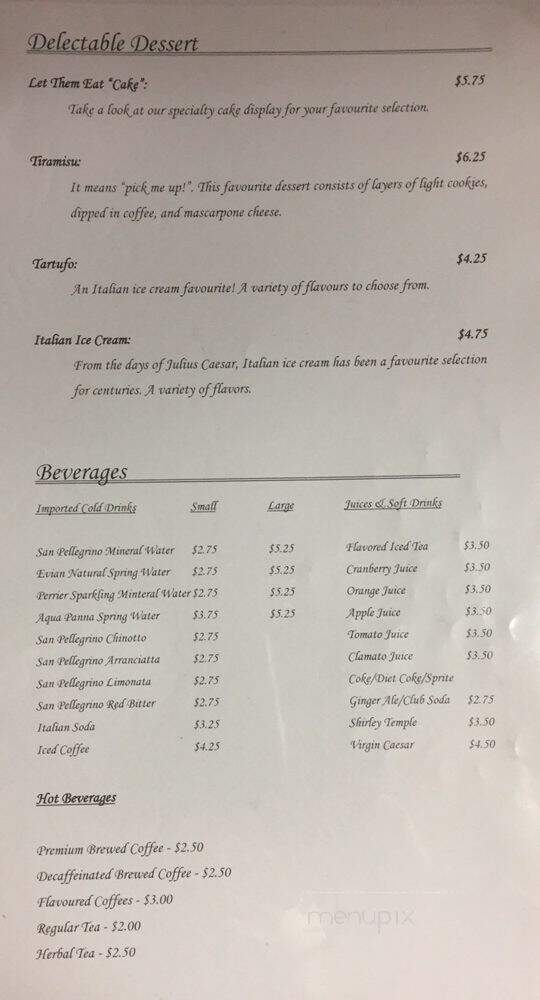 Delectable Dessert
Let Them Eat "Cake": $5.75
Take a look at our specialty cake display for your favourite selection.
Tiramisu: $6.25
It means "pick me up!". This favourite dessert consists of layers of light cookies,
dipped in coffee, and mascarpone cheese.
Tartufo: $4.25
An Italian ice cream favourite! A variety of flavours to choose from.
Italian Ice Cream: $4.75
From the days of Julius Caesar, Italian ice cream has been a favourite selection
for centuries. A variety of flavors.
Beverages
Imported Cold Drinks Small Large Juices & Soft Drinks
San Pellegrino Mineral Water $2.75 $5.25 Flavored Iced Tea $3.50
Evian Natural Spring Water $2.75 $5.25 Cranberry Juice $3.50
Perrier Sparkling Minteral Water $2.75 $5.25 Orange Juice $3.50
Aqua Panna Spring Water $3.75 $5.25 Apple Juice $3.50
San Pellegrino Chinotto $2.75 Tomato Juice $3.50
San Pellegrino Arranciatta $2.75 Clamato Juice $3.50
San Pellegrino Limonata $2.75 Coke/Diet Coke/Sprite
San Pellegrino Red Bitter $2.75 Ginger Ale/Club Soda $2.75
Italian Soda $3.25 Shirley Temple $3.50
Iced Coffee $4.25 Virgin Caesar $4.50
Hot Beverages
Premium Brewed Coffee - $2.50
Decaffeinated Brewed Coffee - $2.50
Flavoured Coffees - $3.00
Regular Tea - $2.00
Herbal Tea - $2.50
menupix